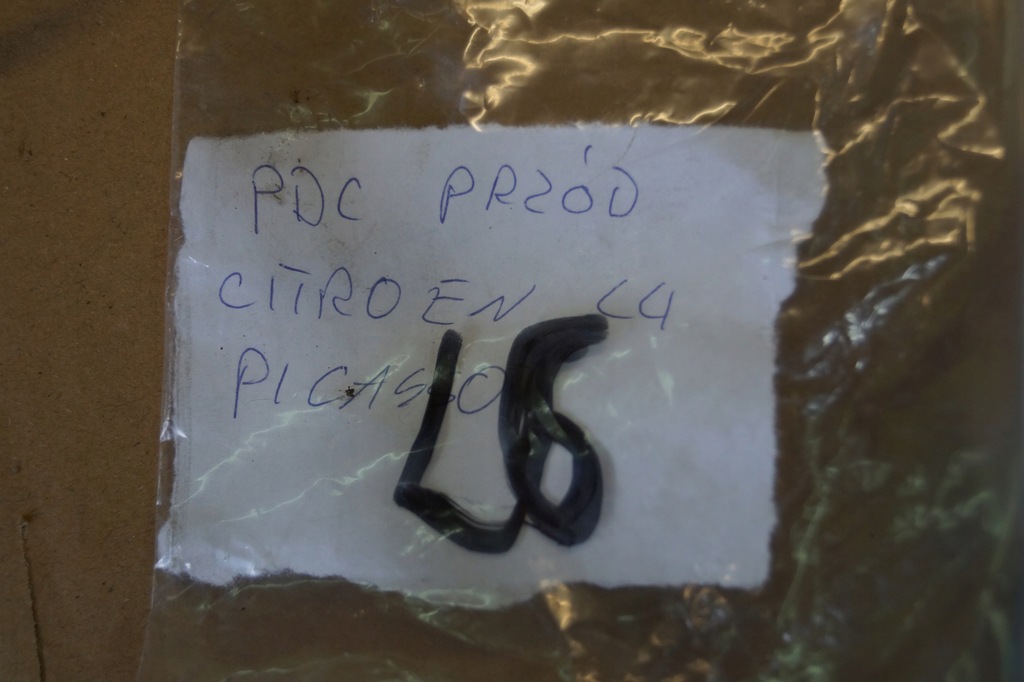 PDC PRZÓD
CITROEN C4
PICASSO
L6